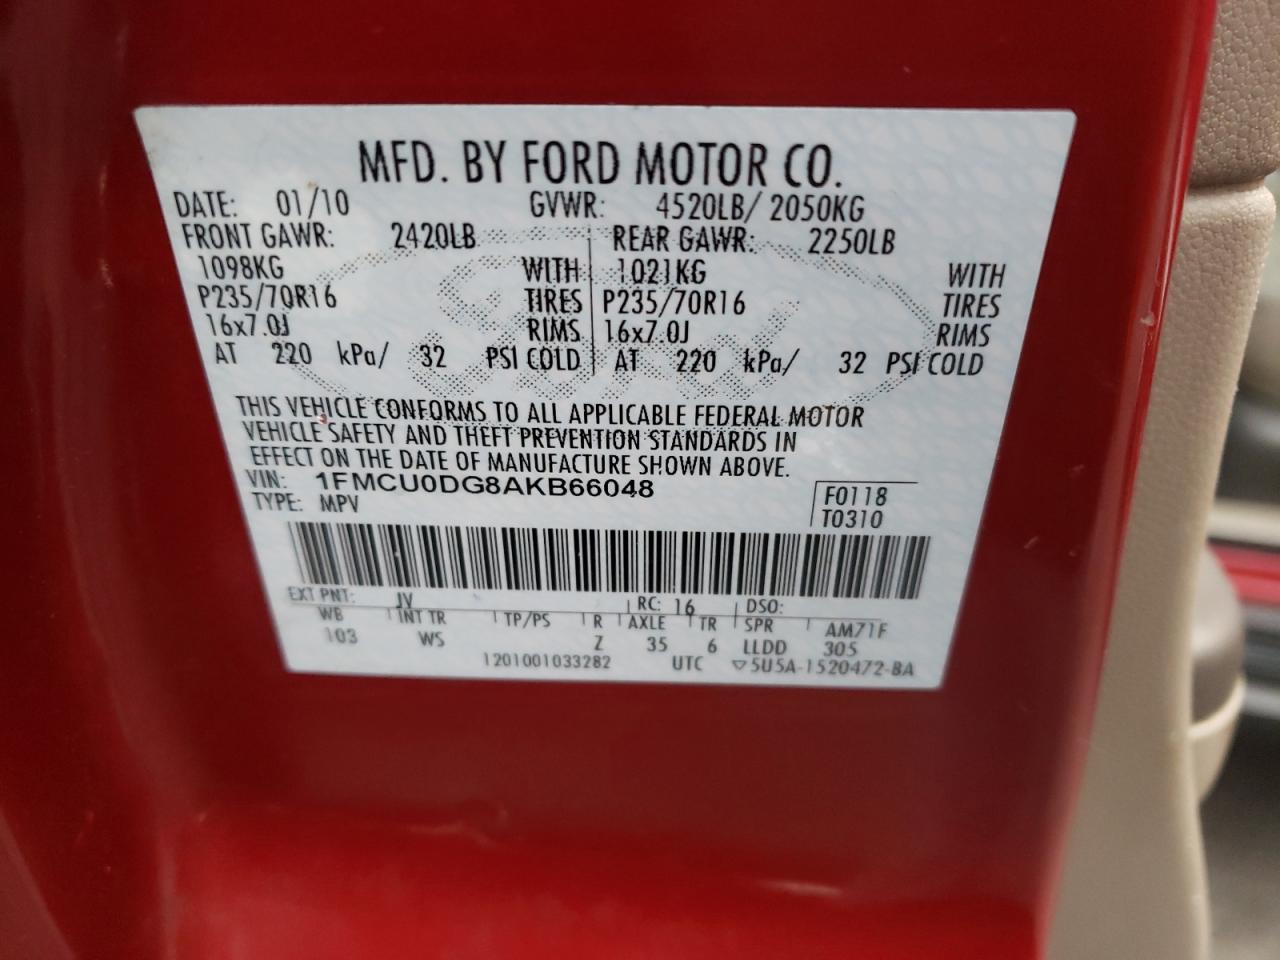 MFD. BY FORD MOTOR CO.
DATE: 01/10 GVWR: 4520LB/ 2050KG
FRONT GAWR: 2420LB REAR GAWR: 2250LB
1098KG WITH 1021KG WITH
P235/70R16 TIRES P235/70R16 TIRES
16x7.0J RIMS 16x7.0J RIMS
AT 220 kPa/ 32 PSI COLD AT 220 kPa/ 32 PSI COLD
THIS VEHICLE CONFORMS TO ALL APPLICABLE FEDERAL MOTOR
VEHICLE SAFETY AND THEFT PREVENTION STANDARDS IN
EFFECT ON THE DATE OF MANUFACTURE SHOWN ABOVE.
VIN: 1FMCU0DG8AKB66048 F0118
TYPE: MPV T0310
EXT PNT: JV RC: 16 DSO:
WB INT TR TP/PS R AXLE TR SPR AM71F
103 WS Z 35 6 LLDD 305
1201001033282 UTC ▽5U5A-1520472-BA
Ford